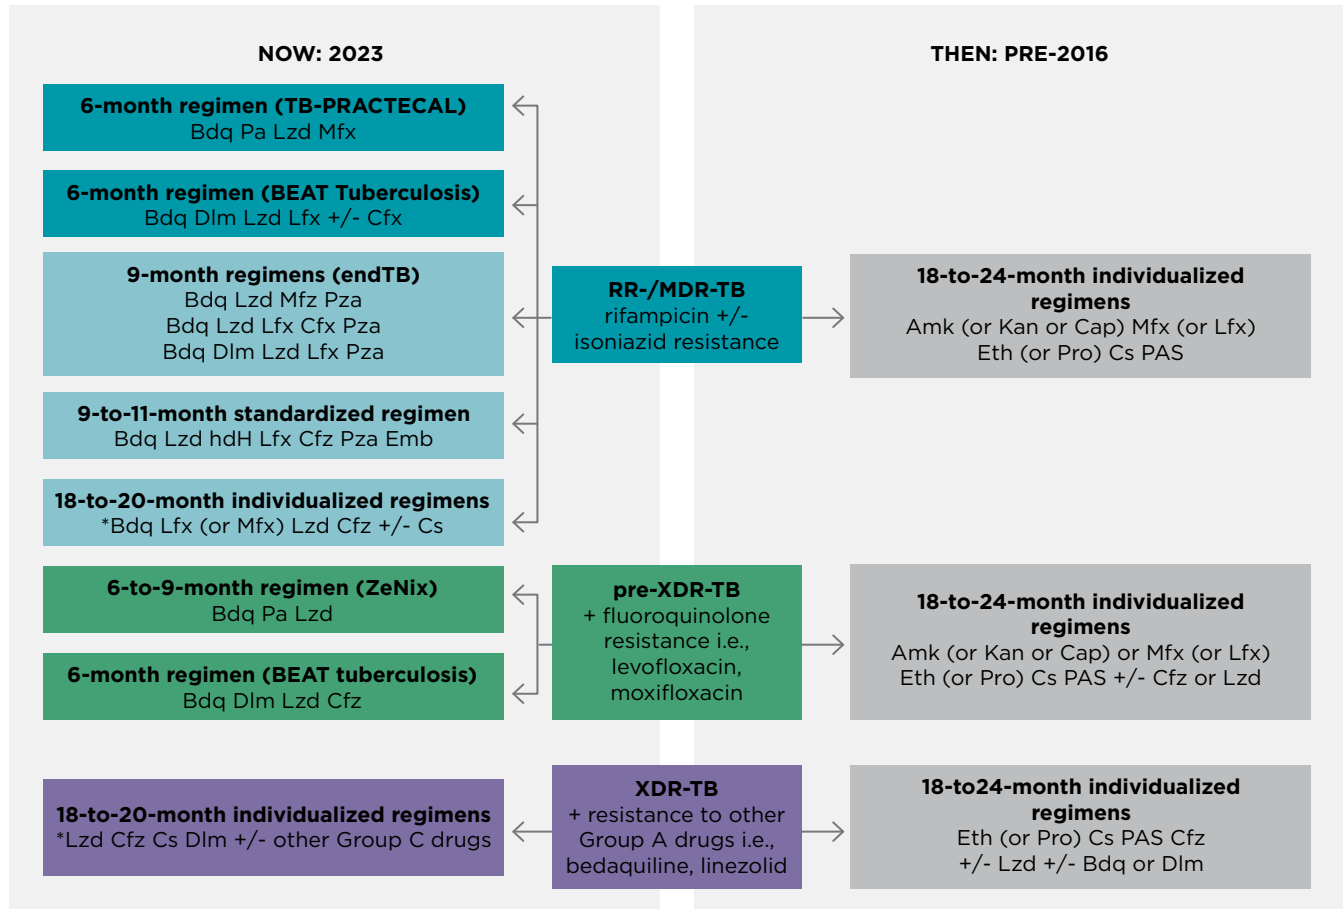 NOW: 2023
6-month regimen (TB-PRACTECAL)
Bdq Pa Lzd Mfx
6-month regimen (BEAT Tuberculosis)
Bdq Dlm Lzd Lfx +/- Cfx
9-month regimens (endTB)
Bdq Lzd Mfz Pza
Bdq Lzd Lfx Cfx Pza
Bdq Dlm Lzd Lfx Pza
9-to-11-month standardized regimen
Bdq Lzd hdH Lfx Cfz Pza Emb
18-to-20-month individualized regimens
*Bdq Lfx (or Mfx) Lzd Cfz +/- Cs
6-to-9-month regimen (ZeNix)
Bdq Pa Lzd
6-month regimen (BEAT tuberculosis)
Bdq Dlm Lzd Cfz
18-to-20-month individualized regimens
*Lzd Cfz Cs Dlm +/- other Group C drugs
RR-/MDR-TB
rifampicin +/-
isoniazid resistance
pre-XDR-TB
+ fluoroquinolone
resistance i.e.,
levofloxacin,
moxifloxacin
XDR-TB
+ resistance to other
Group A drugs i.e.,
bedaquiline, linezolid
THEN: PRE-2016
18-to-24-month individualized
regimens
Amk (or Kan or Cap) Mfx (or Lfx)
Eth (or Pro) Cs PAS
18-to-24-month individualized
regimens
Amk (or Kan or Cap) or Mfx (or Lfx)
Eth (or Pro) Cs PAS +/- Cfz or Lzd
18-to24-month individualized
regimens
Eth (or Pro) Cs PAS Cfz
+/- Lzd +/- Bdq or Dlm